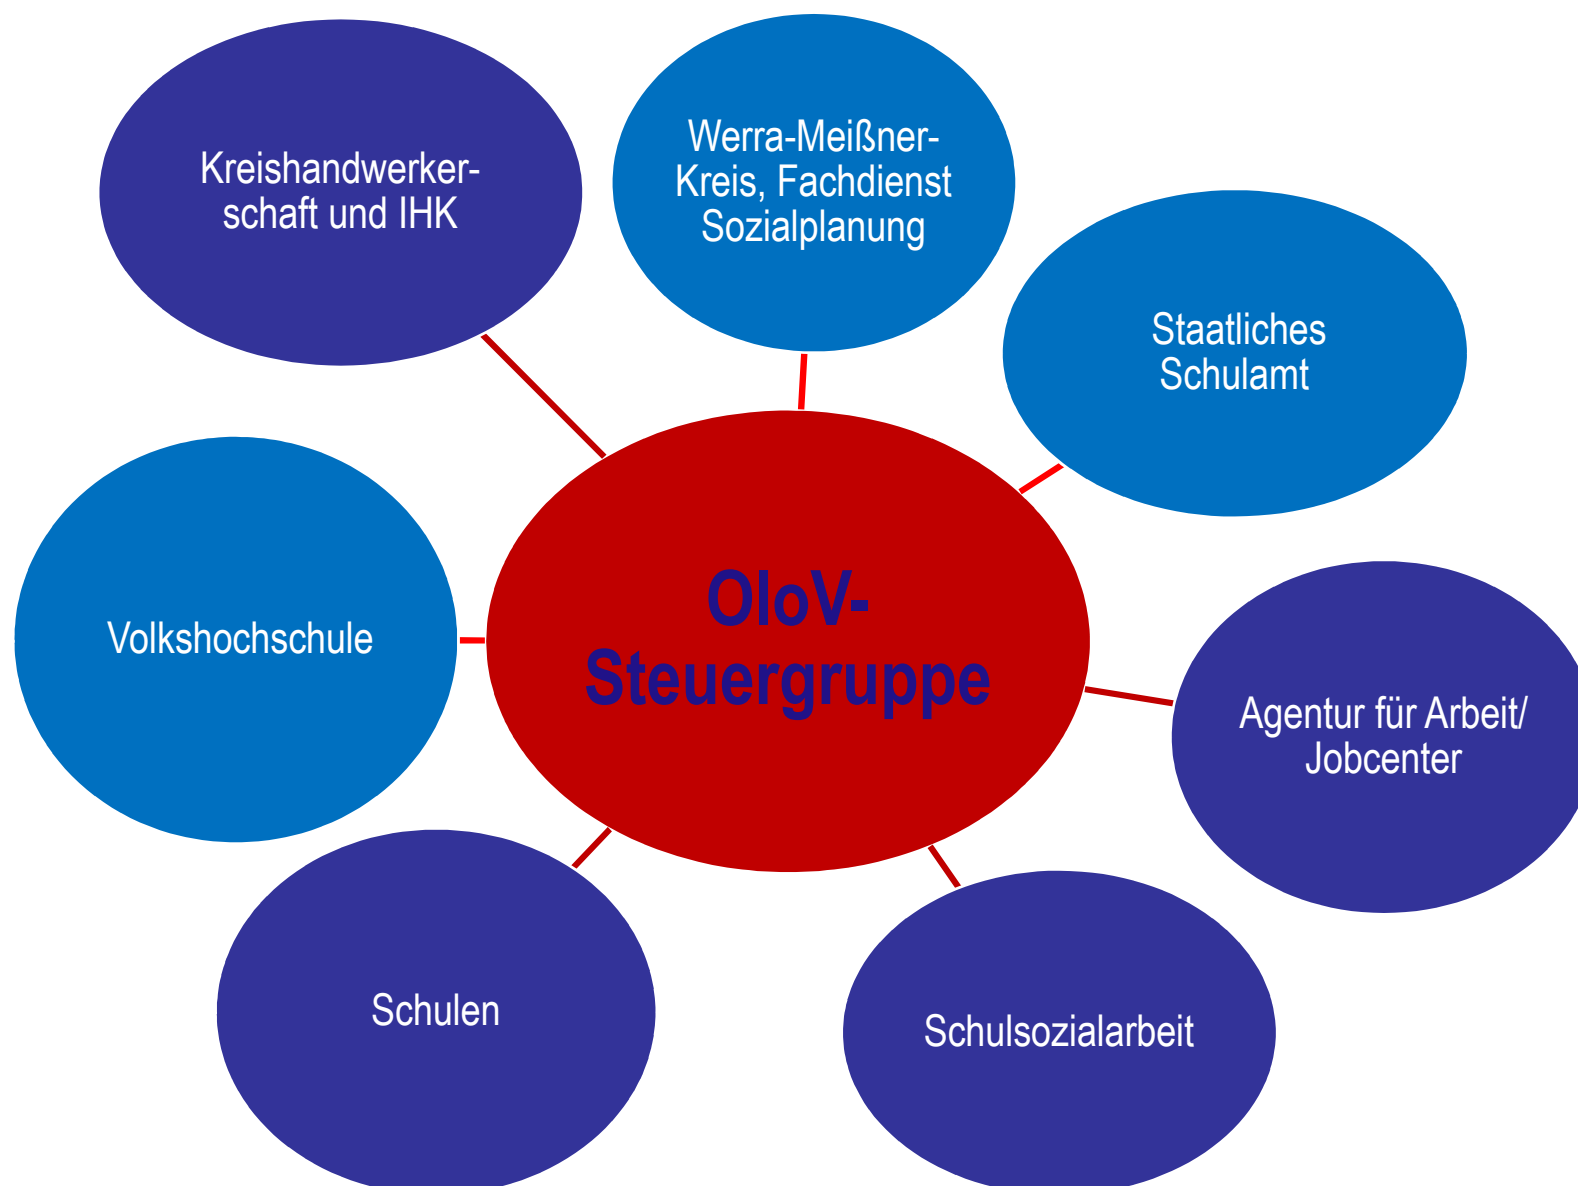 Kreishandwerker-
schaft und IHK
Werra-Meißner-
Kreis, Fachdienst
Sozialplanung
Staatliches
Schulamt
Volkshochschule
OloV-
Steuergruppe
Agentur für Arbeit/
Jobcenter
Schulen
Schulsozialarbeit